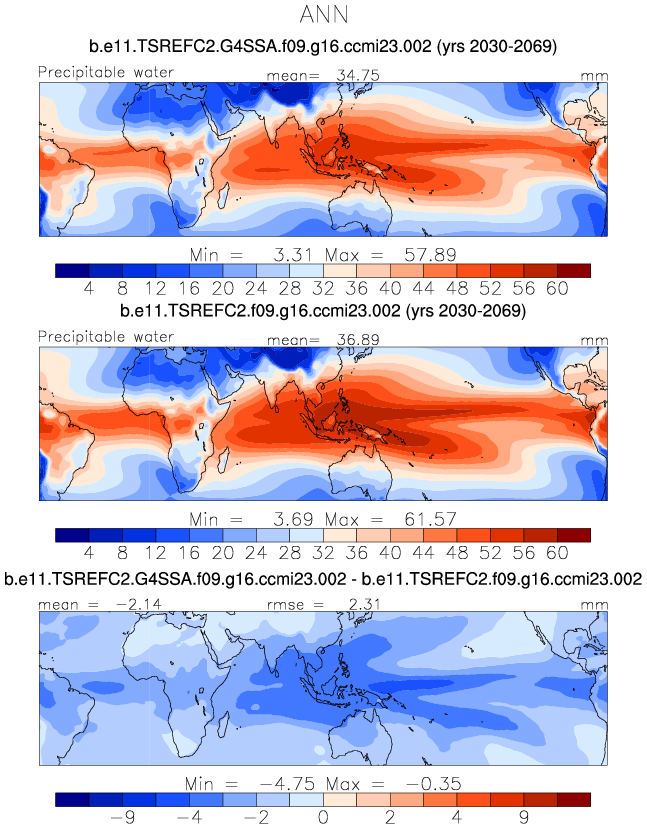 ANN
b.e11.TSREFC2.G4SSA.f09.g16.ccmi23.002 (yrs 2030-2069)
Precipitable water mean= 34.75 mm
Min = 3.31 Max = 57.89
4 8 12 16 20 24 28 32 36 40 44 48 52 56 60
b.e11.TSREFC2.f09.g16.ccmi23.002 (yrs 2030-2069)
Precipitable water mean= 36.89 mm
Min = 3.69 Max = 61.57
4 8 12 16 20 24 28 32 36 40 44 48 52 56 60
b.e11.TSREFC2.G4SSA.f09.g16.ccmi23.002 - b.e11.TSREFC2.f09.g16.ccmi23.002
mean = −2.14 rmse = 2.31 mm
Min = −4.75 Max = −0.35
−9 −4 −2 0 2 4 9